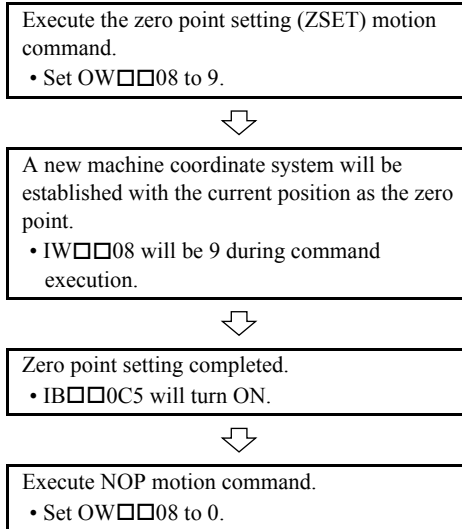 Execute the zero point setting (ZSET) motion
command.
• Set OW□□08 to 9.
A new machine coordinate system will be
established with the current position as the zero
point.
• IW□□08 will be 9 during command
execution.
Zero point setting completed.
• IB□□0C5 will turn ON.
Execute NOP motion command.
• Set OW□□08 to 0.